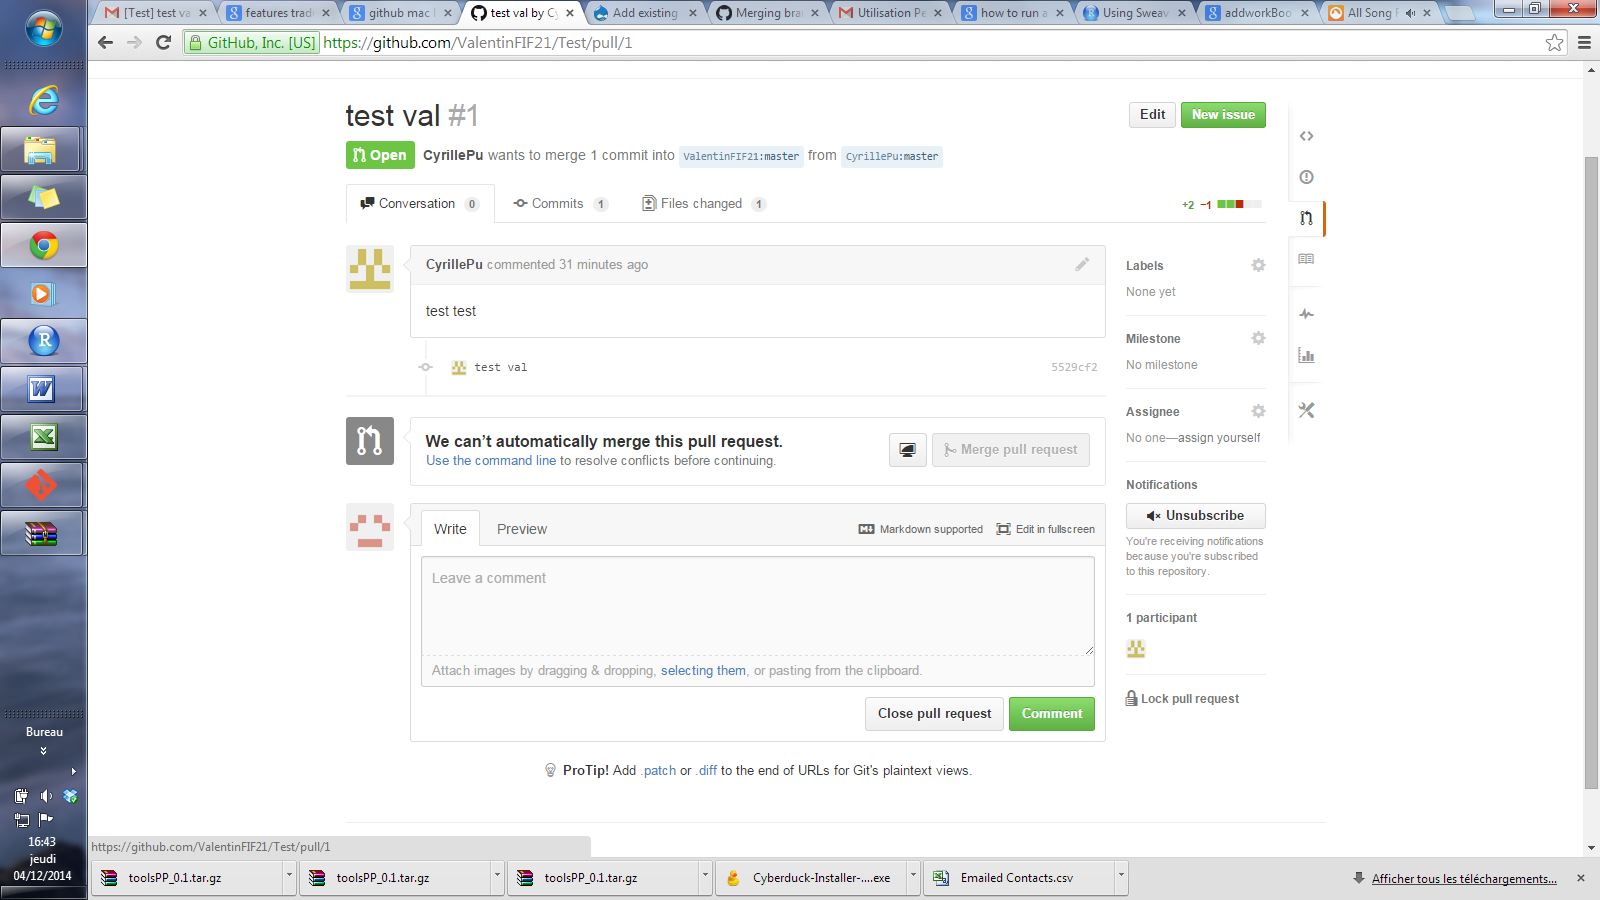 [Test] test va
features trad
github mac
test val by Cy
Add existing
Merging bra
Utilisation Pe
how to run a
Using Sweav
addworkBoo
All Song F
GitHub, Inc. [US] https://github.com/ValentinFIF21/Test/pull/1
test val #1
Edit
New issue
Open CyrillePu wants to merge 1 commit into ValentinFIF21:master from CyrillePu:master
Conversation 0
Commits 1
Files changed 1
+2 −1
CyrillePu commented 31 minutes ago
test test
test val 5529cf2
We can't automatically merge this pull request.
Use the command line to resolve conflicts before continuing.
Merge pull request
Write
Preview
Markdown supported
Edit in fullscreen
Leave a comment
Attach images by dragging & dropping, selecting them, or pasting from the clipboard.
Close pull request
Comment
ProTip! Add .patch or .diff to the end of URLs for Git's plaintext views.
Labels
None yet
Milestone
No milestone
Assignee
No one—assign yourself
Notifications
Unsubscribe
You're receiving notifications
because you're subscribed
to this repository.
1 participant
Lock pull request
Bureau
16:43
jeudi
04/12/2014
https://github.com/ValentinFIF21/Test/pull/1
toolsPP_0.1.tar.gz
toolsPP_0.1.tar.gz
toolsPP_0.1.tar.gz
Cyberduck-Installer-....exe
Emailed Contacts.csv
Afficher tous les téléchargements...